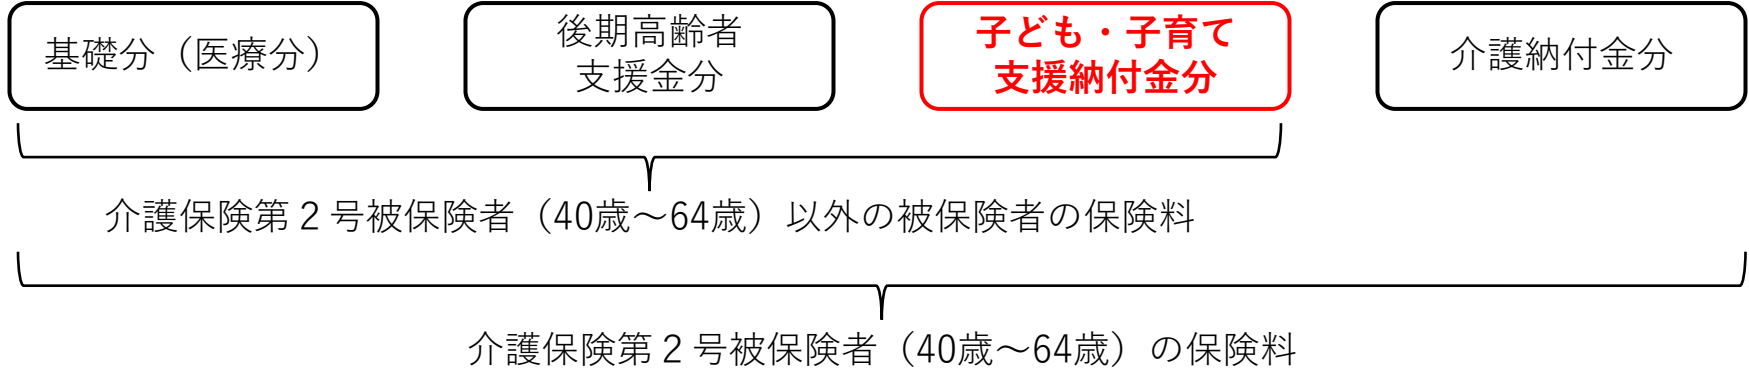 基礎分（医療分）
後期高齢者
支援金分
子ども・子育て
支援納付金分
介護納付金分
介護保険第２号被保険者（40歳～64歳）以外の被保険者の保険料
介護保険第２号被保険者（40歳～64歳）の保険料